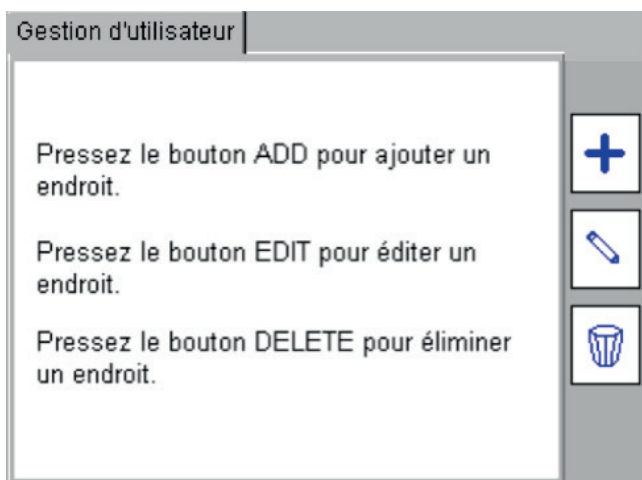 Gestion d'utilisateur
Pressez le bouton ADD pour ajouter un
endroit.
Pressez le bouton EDIT pour éditer un
endroit.
Pressez le bouton DELETE pour éliminer
un endroit.